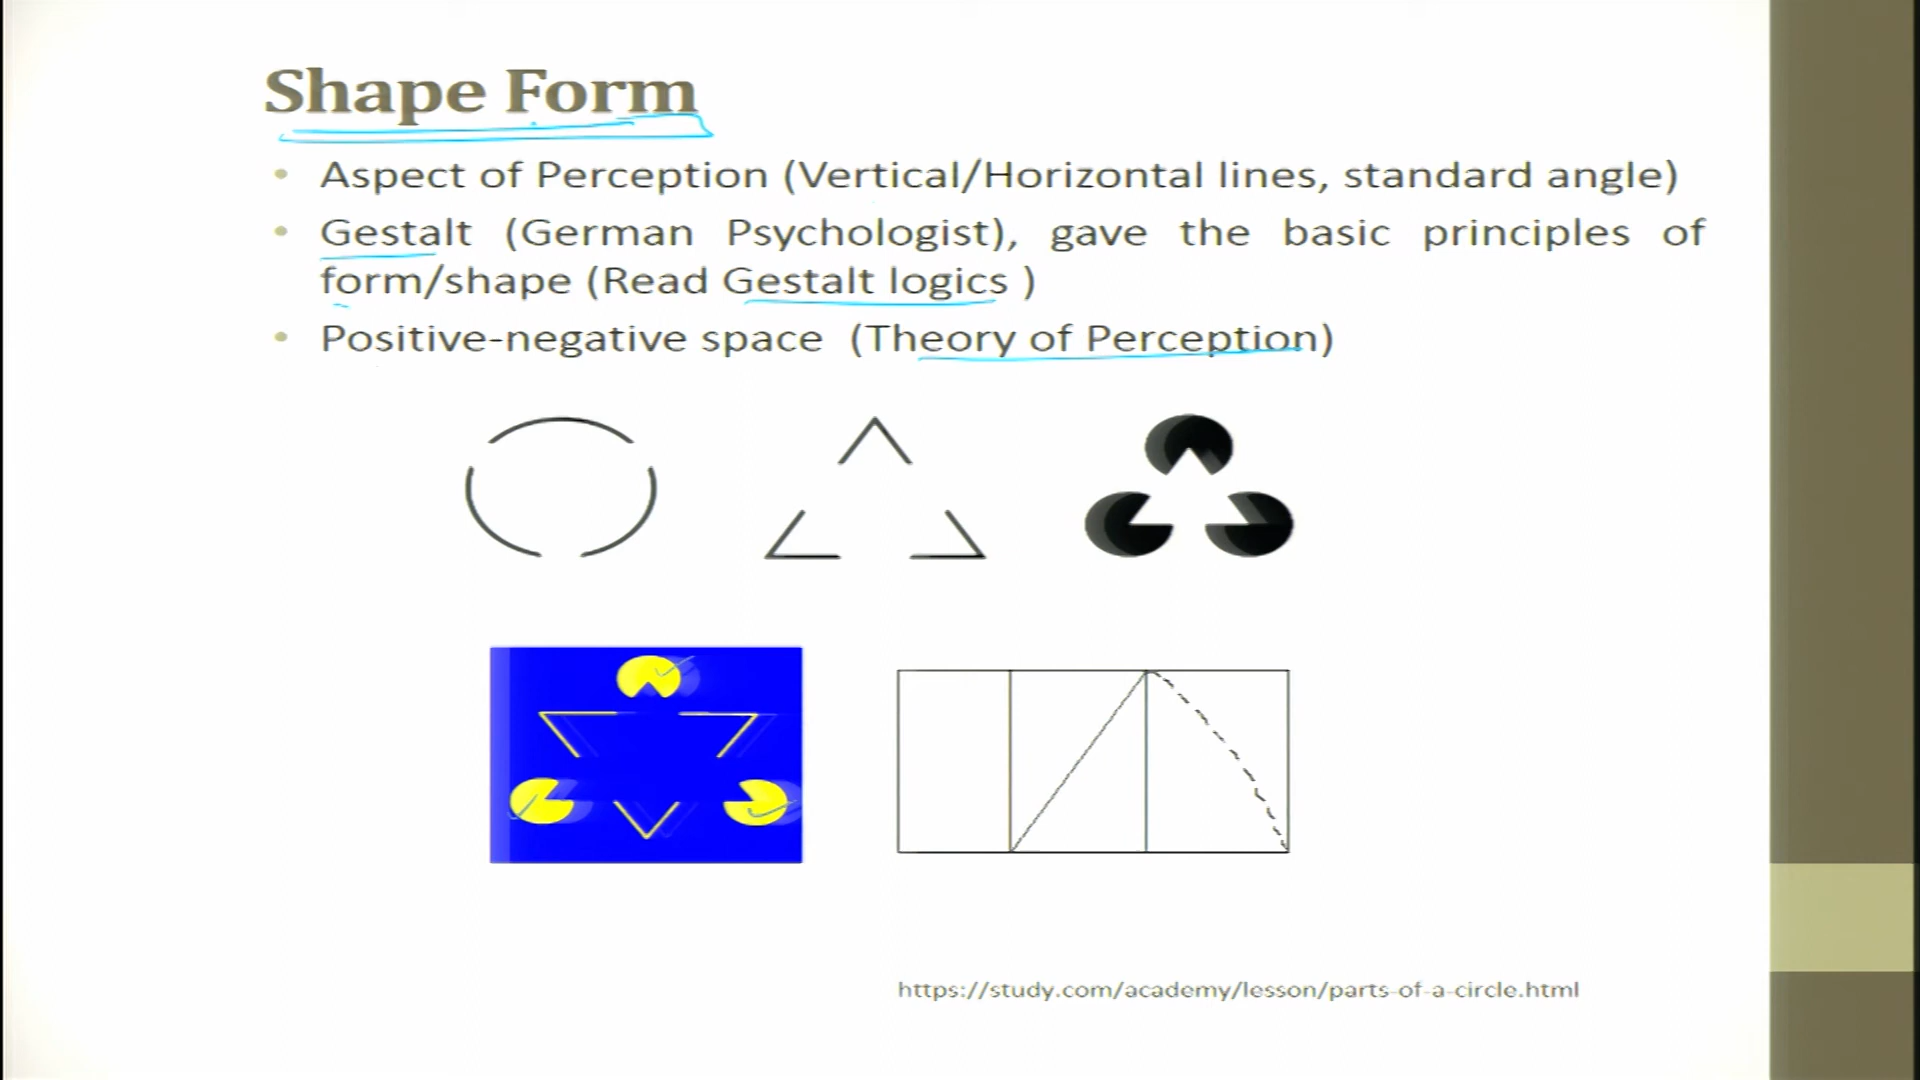 Shape Form
• Aspect of Perception (Vertical/Horizontal lines, standard angle)
• Gestalt (German Psychologist), gave the basic principles of
form/shape (Read Gestalt logics )
• Positive-negative space (Theory of Perception)
https://study.com/academy/lesson/parts-of-a-circle.html